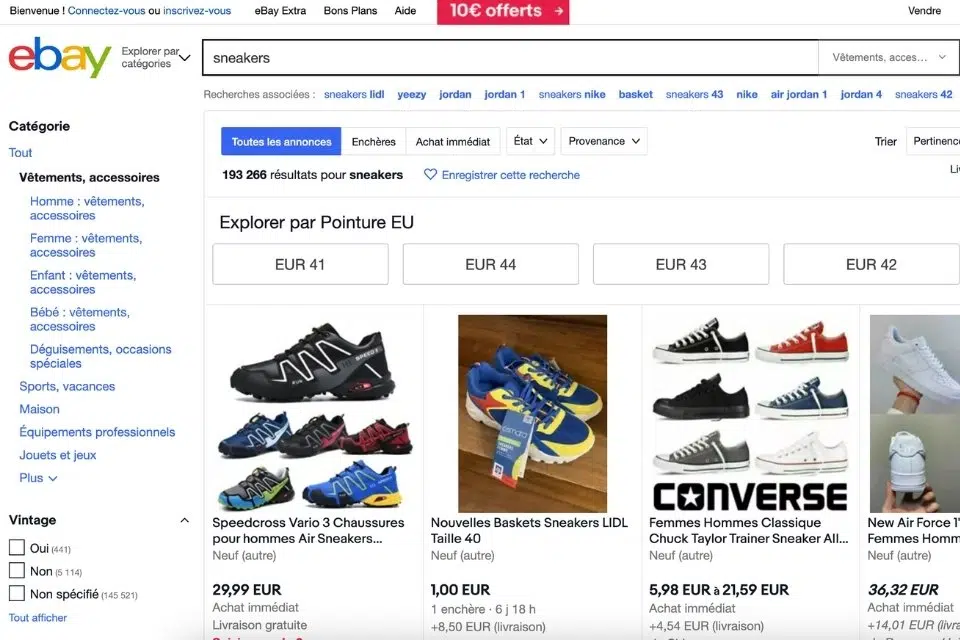 Bienvenue ! Connectez-vous ou inscrivez-vous eBay Extra Bons Plans Aide 10€ offerts → Vendre
ebay Explorer par catégories sneakers Vêtements, acces...
Recherches associées : sneakers lidl yeezy jordan jordan 1 sneakers nike basket sneakers 43 nike air jordan 1 jordan 4 sneakers 42
Catégorie
Tout
Vêtements, accessoires
Homme : vêtements,
accessoires
Femme : vêtements,
accessoires
Enfant : vêtements,
accessoires
Bébé : vêtements,
accessoires
Déguisements, occasions
spéciales
Sports, vacances
Maison
Équipements professionnels
Jouets et jeux
Plus
Vintage
Oui (441)
Non (5 114)
Non spécifié (145 521)
Tout afficher
Toutes les annonces Enchères Achat immédiat État Provenance Trier Pertinence
193 266 résultats pour sneakers Enregistrer cette recherche
Explorer par Pointure EU
EUR 41 EUR 44 EUR 43 EUR 42
SPEED 3
CONVERSE
Speedcross Vario 3 Chaussures
pour hommes Air Sneakers...
Neuf (autre)
29,99 EUR
Achat immédiat
Livraison gratuite
Nouvelles Baskets Sneakers LIDL
Taille 40
Neuf (autre)
1,00 EUR
1 enchère · 6 j 18 h
+8,50 EUR (livraison)
Femmes Hommes Classique
Chuck Taylor Trainer Sneaker All...
Neuf (autre)
5,98 EUR à 21,59 EUR
Achat immédiat
+4,54 EUR (livraison)
New Air Force 1'
Femmes Homm
Neuf (autre)
36,32 EUR
Achat immédiat
+14,01 EUR (livra